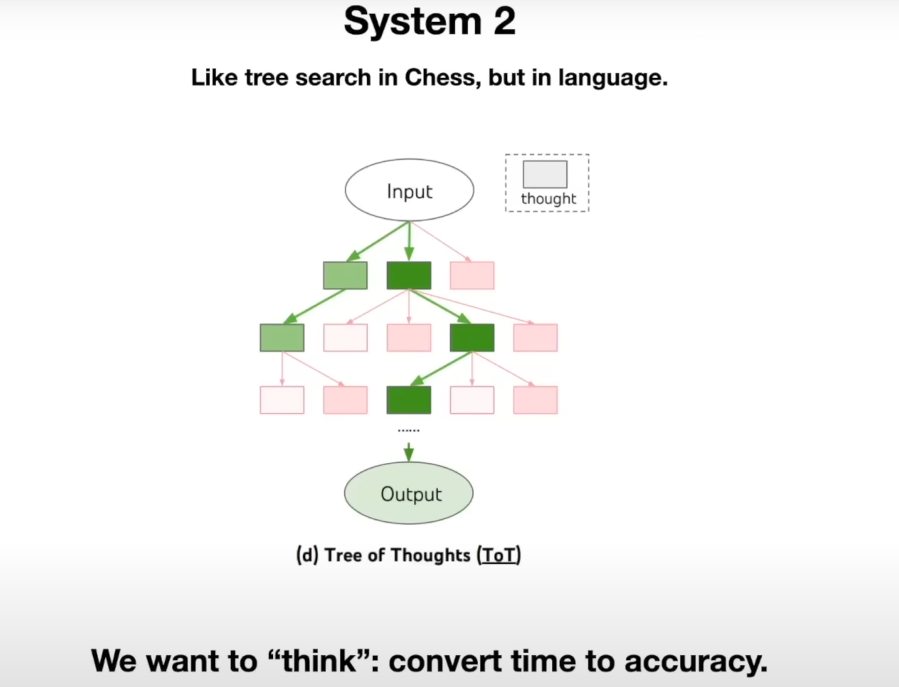 System 2
Like tree search in Chess, but in language.
Input
thought
......
Output
(d) Tree of Thoughts (ToT)
We want to “think”: convert time to accuracy.